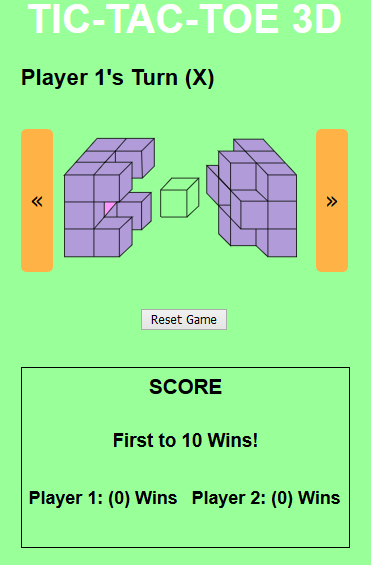 TIC-TAC-TOE 3D
Player 1's Turn (X)
« »
Reset Game
SCORE
First to 10 Wins!
Player 1: (0) Wins Player 2: (0) Wins